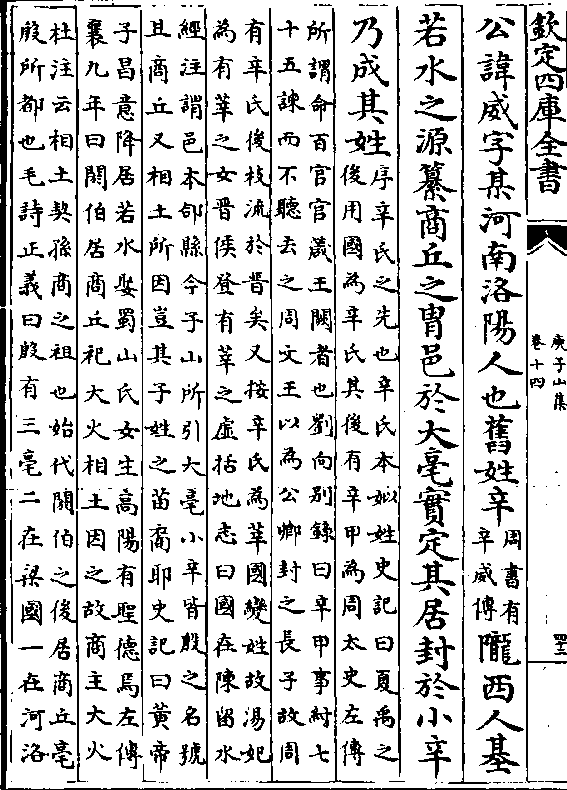 欽定四庫全書
庾子山集
卷十四
公諱威字某河南洛陽人也舊姓辛
周書有
辛威傳
隴西人基
若水之源纂商丘之胄邑於大亳實定其居封於小辛
乃成其姓
序辛氏之先也辛氏本姒姓史記曰夏禹之
後用國為辛氏其後有辛甲為周太史左傳
所謂命百官官箴王闕者也劉向別錄曰辛甲事紂七
十五諫而不聽去之周文王以為公卿封之長子故周
有辛氏後枝流於晉矣又按辛氏為莘國變姓故湯妃
為有莘之女晉侯登有莘之虛括地志曰國在陳留水
經注謂邑本郃縣今子山所引大亳小辛皆殷之名號
且商丘又相土所因豈其子姓之苗裔耶史記曰黃帝
子昌意降居若水娶蜀山氏女生高陽有聖德焉左傳
襄九年曰閼伯居商丘祀大火相土因之故商主大火
杜注云相土契孫商之祖也始代閼伯之後居商丘亳
殷所都也毛詩正義曰殷有三亳二在梁國一在河洛